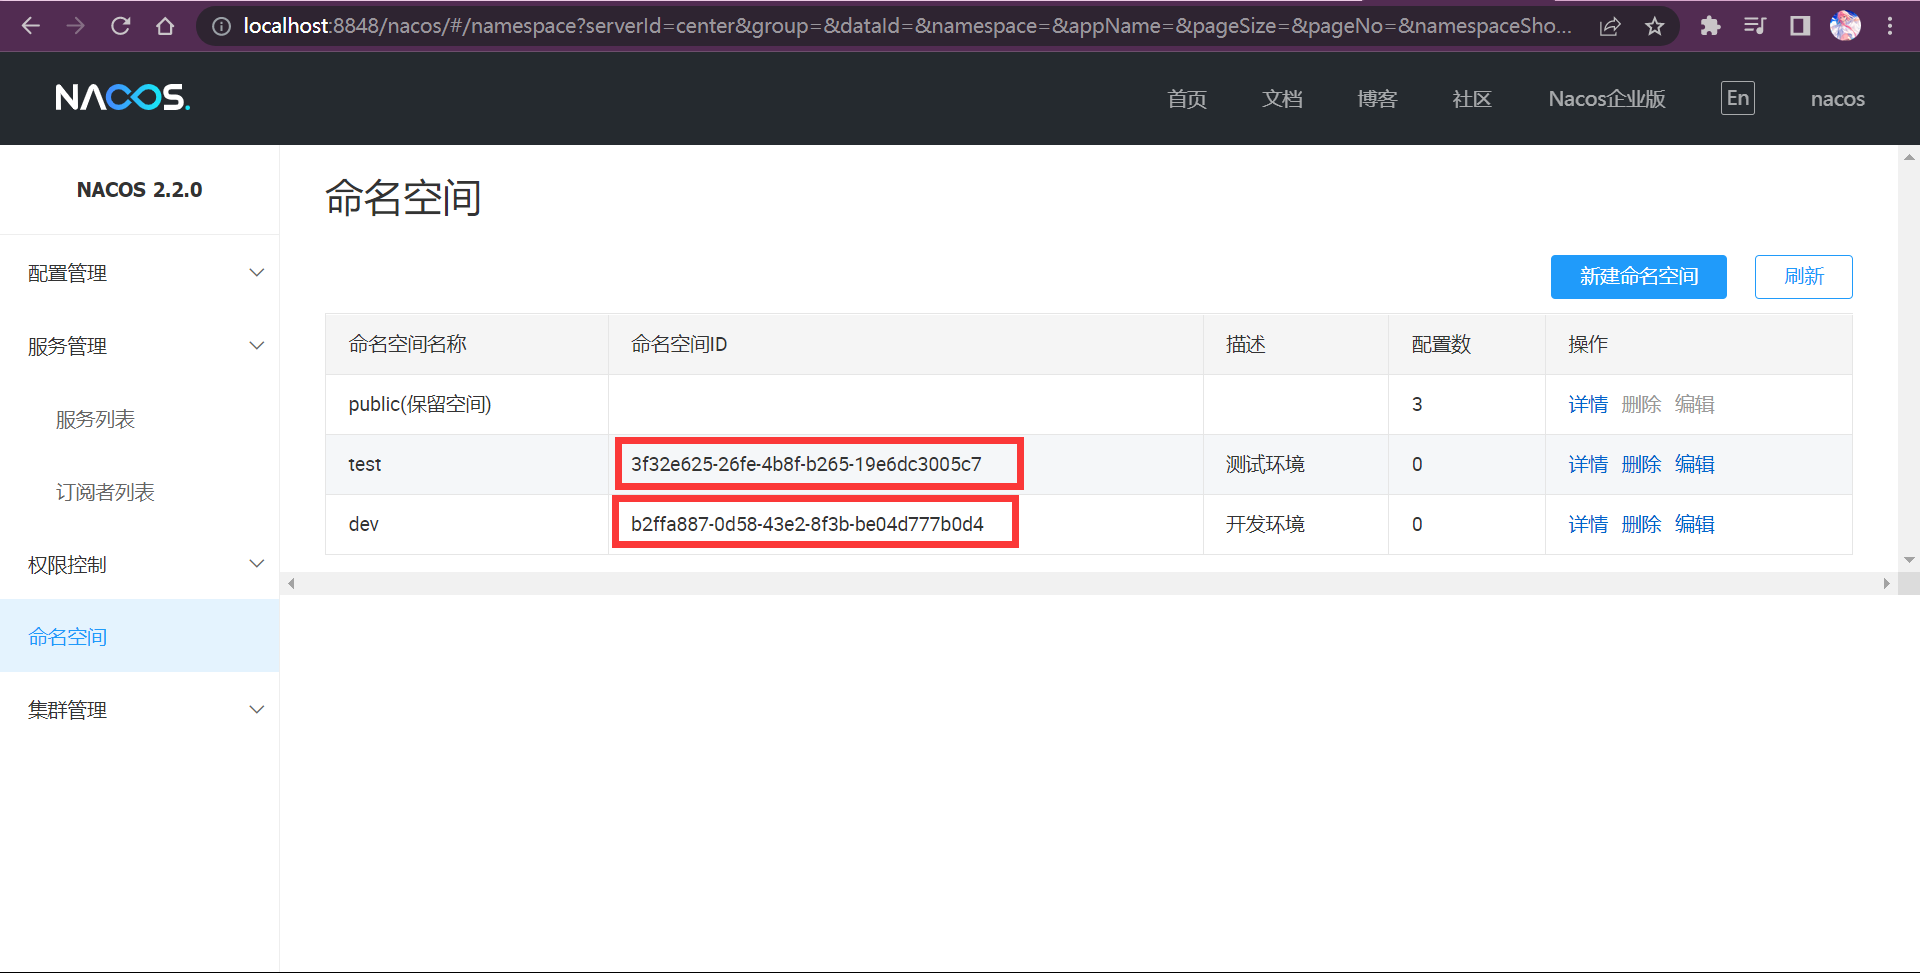 localhost:8848/nacos/#/namespace?serverId=center&group=&dataId=&namespace=&appName=&pageSize=&pageNo=&namespaceSho...
NACOS.
首页 文档 博客 社区 Nacos企业版 En nacos
NACOS 2.2.0
配置管理
服务管理
服务列表
订阅者列表
权限控制
命名空间
集群管理
命名空间
新建命名空间 刷新
命名空间名称 命名空间ID 描述 配置数 操作
public(保留空间) 3 详情 删除 编辑
test 3f32e625-26fe-4b8f-b265-19e6dc3005c7 测试环境 0 详情 删除 编辑
dev b2ffa887-0d58-43e2-8f3b-be04d777b0d4 开发环境 0 详情 删除 编辑